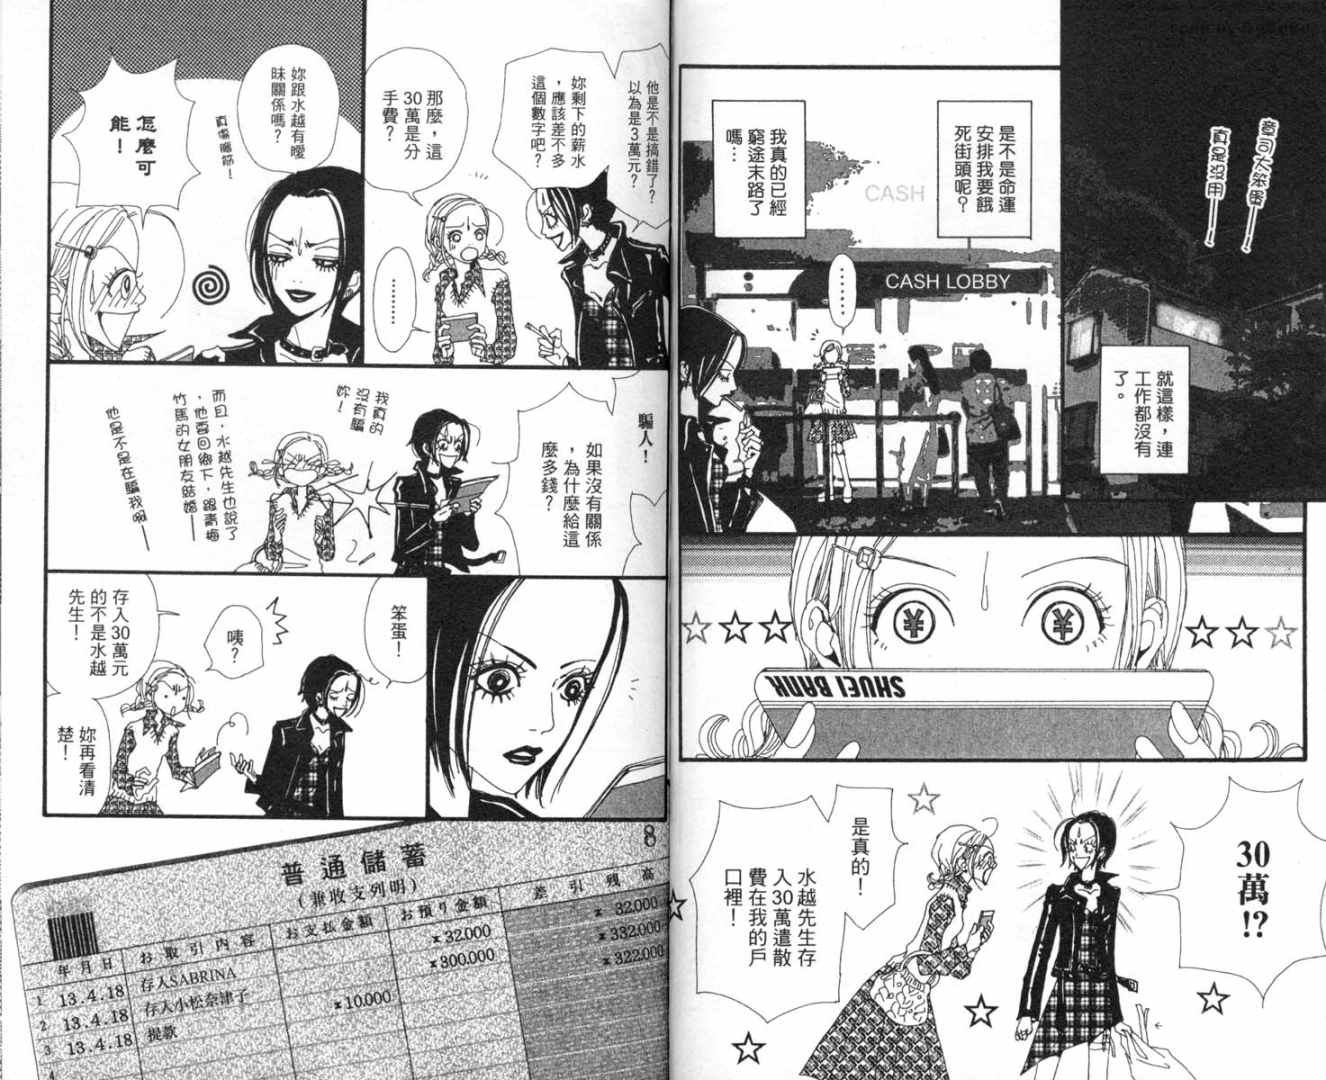 章司大笨蛋——
真是沒用——
就這樣，連
工作都沒有
了。
是不是命運
安排我要餓
死街頭呢？
我真的已經
窮途末路了
嗎…
CASH
CASH LOBBY
……
SHUEI BANK
30
萬!?
是真的！
水越先生存
入30萬遣散
費在我的戶
口裡！
他是不是搞錯了？
以為是3萬元？
妳剩下的薪水
，應該差不多
這個數字吧？
那麼，這
30萬是分
手費？
………
妳跟水越有曖
昧關係嗎？
怎麼可
能！
騙人！
如果沒有關係
，為什麼給這
麼多錢？
我真的
沒有騙
妳！
而且，水越先生也說了
，他要回鄉下，跟青梅
竹馬的女朋友結婚——
他是不是在騙我啊——
笨蛋！
咦？
存入30萬元
的不是水越
先生！
妳再看清
楚！
8
普通儲蓄
(兼收支列明)
年月日 お取引内容 お支払金額 お預り金額 差引残高
1 13.4.18 存入SABRINA ¥32,000 ¥32,000
2 13.4.18 存入小松奈津子 ¥300,000 ¥332,000
3 13.4.18 提款 ¥10,000 ¥322,000
4